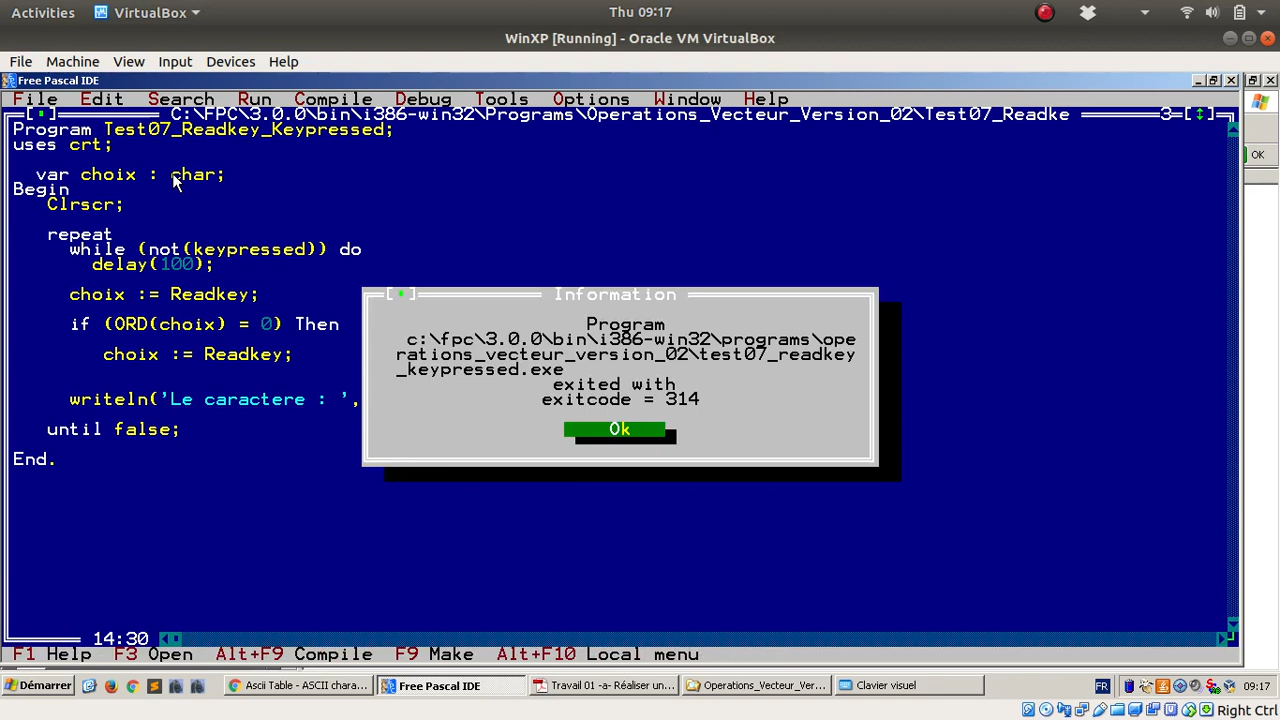 Activities VirtualBox Thu 09:17
WinXP [Running] - Oracle VM VirtualBox
File Machine View Input Devices Help
Free Pascal IDE
File Edit Search Run Compile Debug Tools Options Window Help
C:\FPC\3.0.0\bin\i386-win32\Programs\Operations_Vecteur_Version_02\Test07_Readke 3
Program Test07_Readkey_Keypressed;
uses crt;
OK
var choix : char;
Begin
Clrscr;
repeat
while (not(keypressed)) do
delay(100);
choix := Readkey;
if (ORD(choix) = 0) Then
choix := Readkey;
writeln('Le caractere : ',
until false;
End.
Information
Program
c:\fpc\3.0.0\bin\i386-win32\programs\ope
rations_vecteur_version_02\test07_readkey
_keypressed.exe
exited with
exitcode = 314
Ok
14:30
F1 Help F3 Open Alt+F9 Compile F9 Make Alt+F10 Local menu
Démarrer Ascii Table - ASCII chara... Free Pascal IDE Travail 01 -a- Réaliser un... Operations_Vecteur_Ver... Clavier visuel FR 09:17
Right Ctrl